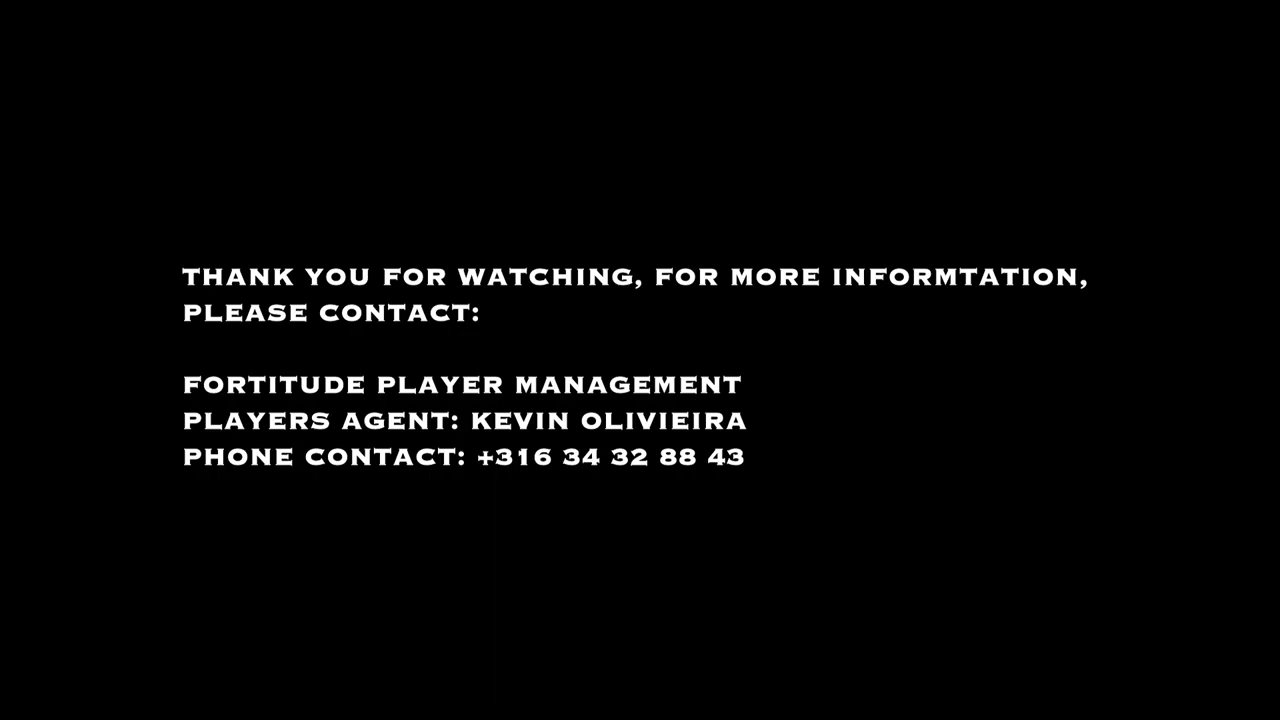 THANK YOU FOR WATCHING, FOR MORE INFORMTATION,
PLEASE CONTACT:
FORTITUDE PLAYER MANAGEMENT
PLAYERS AGENT: KEVIN OLIVIEIRA
PHONE CONTACT: +316 34 32 88 43